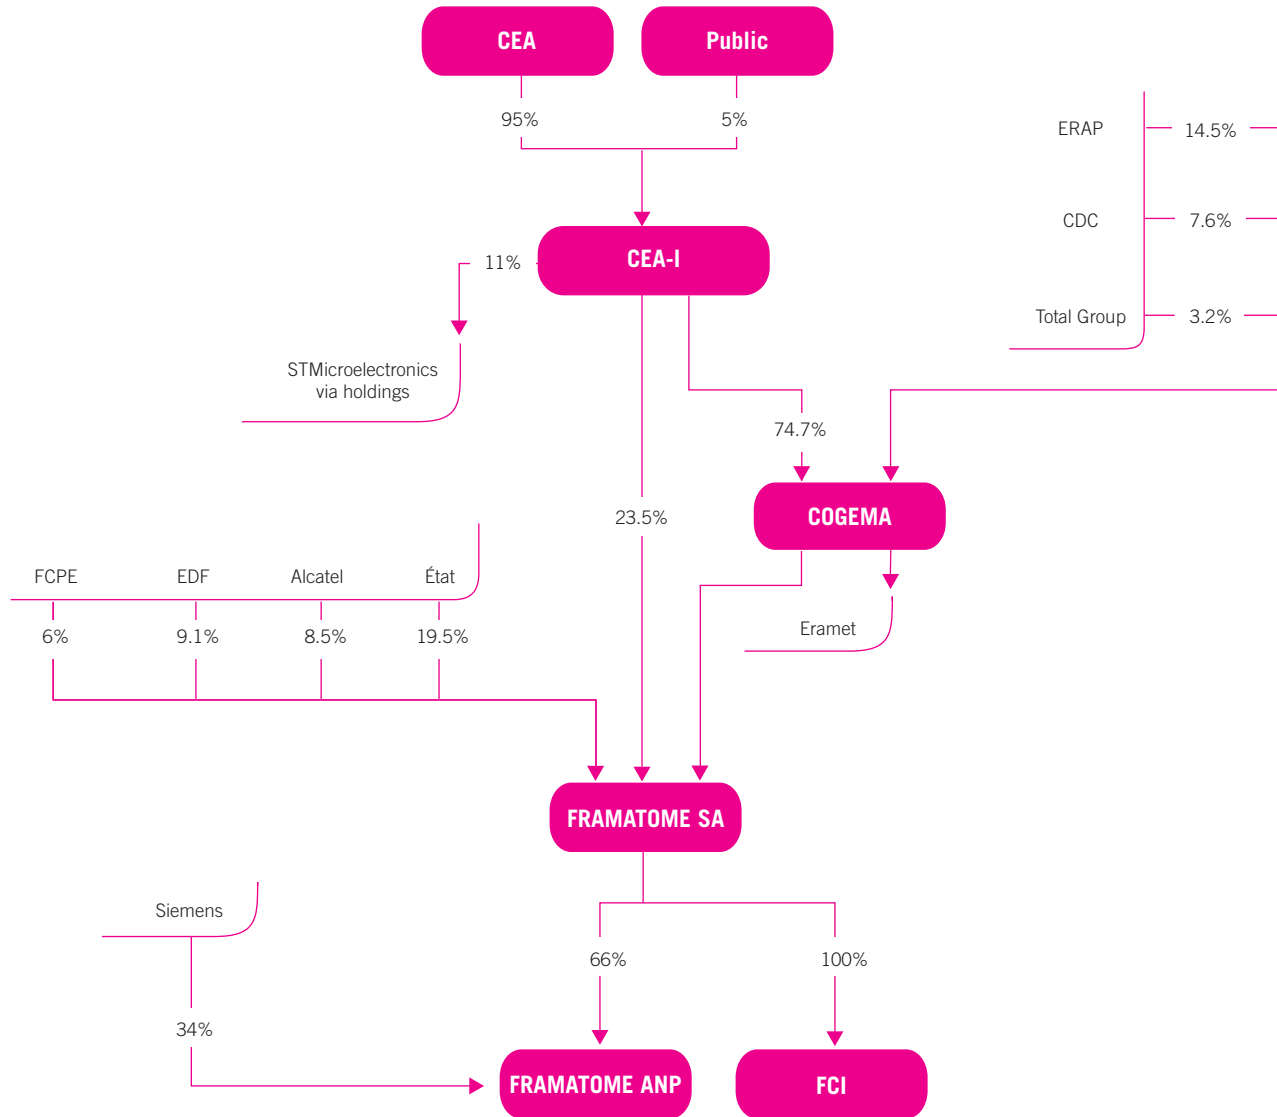 CEA
Public
95%
5%
ERAP
14.5%
CDC
7.6%
CEA-I
11%
Total Group
3.2%
STMicroelectronics
via holdings
74.7%
COGEMA
23.5%
FCPE
EDF
Alcatel
État
6%
9.1%
8.5%
19.5%
Eramet
FRAMATOME SA
Siemens
66%
100%
34%
FRAMATOME ANP
FCI